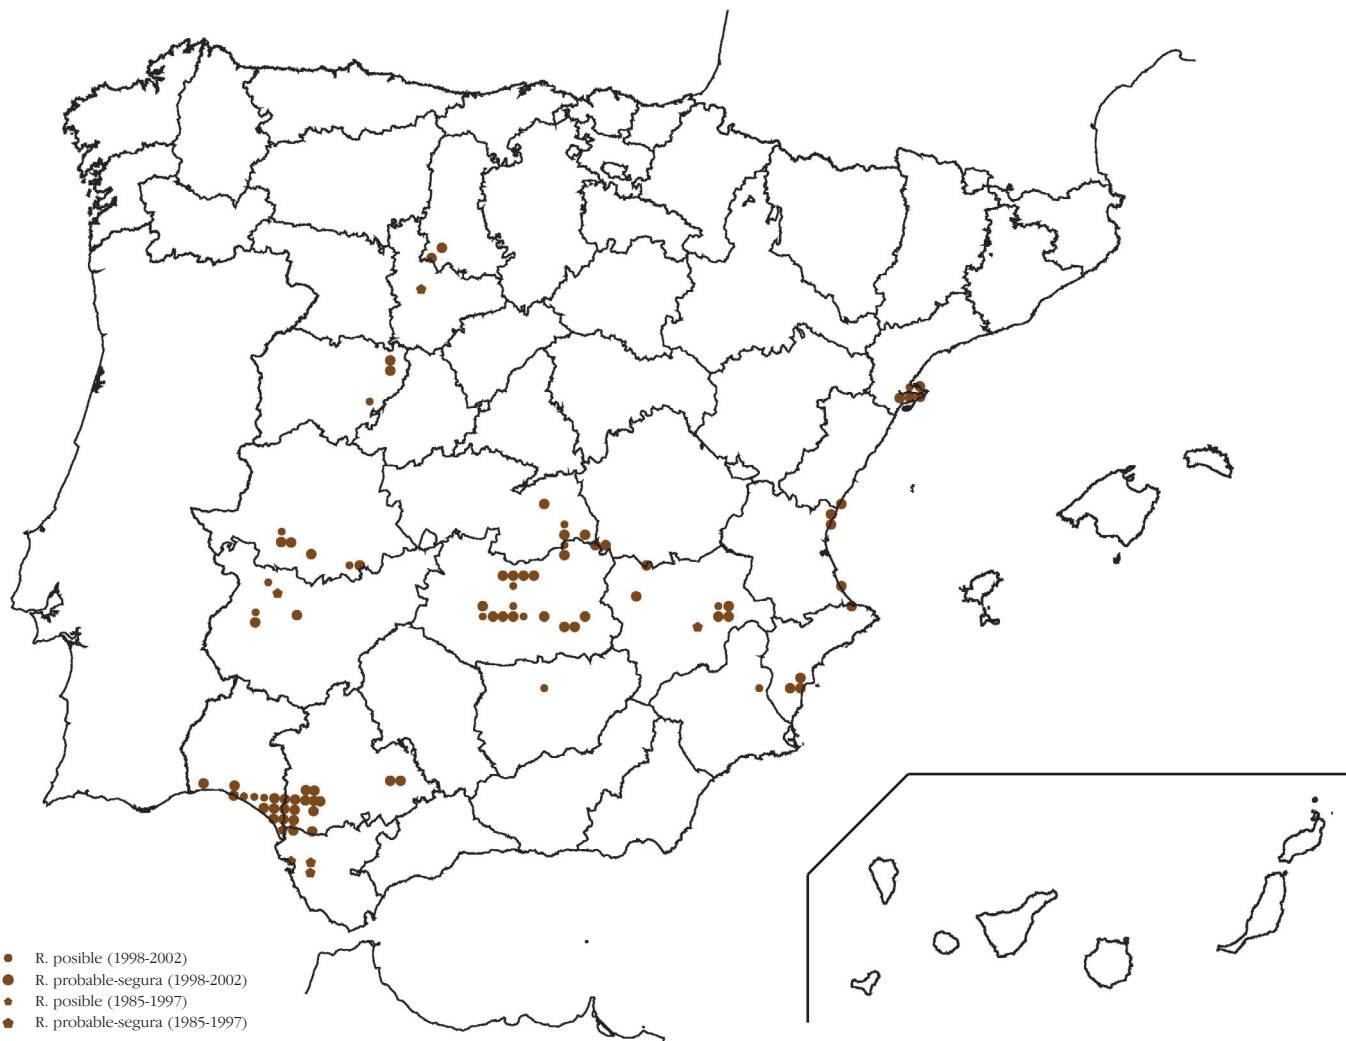 R. posible (1998-2002)
R. probable-segura (1998-2002)
R. posible (1985-1997)
R. probable-segura (1985-1997)